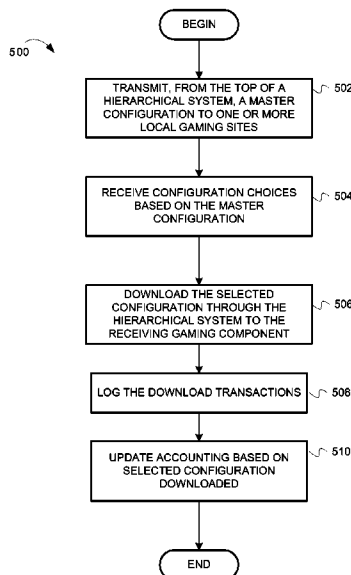 BEGIN
500
TRANSMIT, FROM THE TOP OF A
HIERARCHICAL SYSTEM, A MASTER
CONFIGURATION TO ONE OR MORE
LOCAL GAMING SITES
502
RECEIVE CONFIGURATION CHOICES
BASED ON THE MASTER
CONFIGURATION
504
DOWNLOAD THE SELECTED
CONFIGURATION THROUGH THE
HIERARCHICAL SYSTEM TO THE
RECEIVING GAMING COMPONENT
506
LOG THE DOWNLOAD TRANSACTIONS
506
UPDATE ACCOUNTING BASED ON
SELECTED CONFIGURATION
DOWNLOADED
510
END